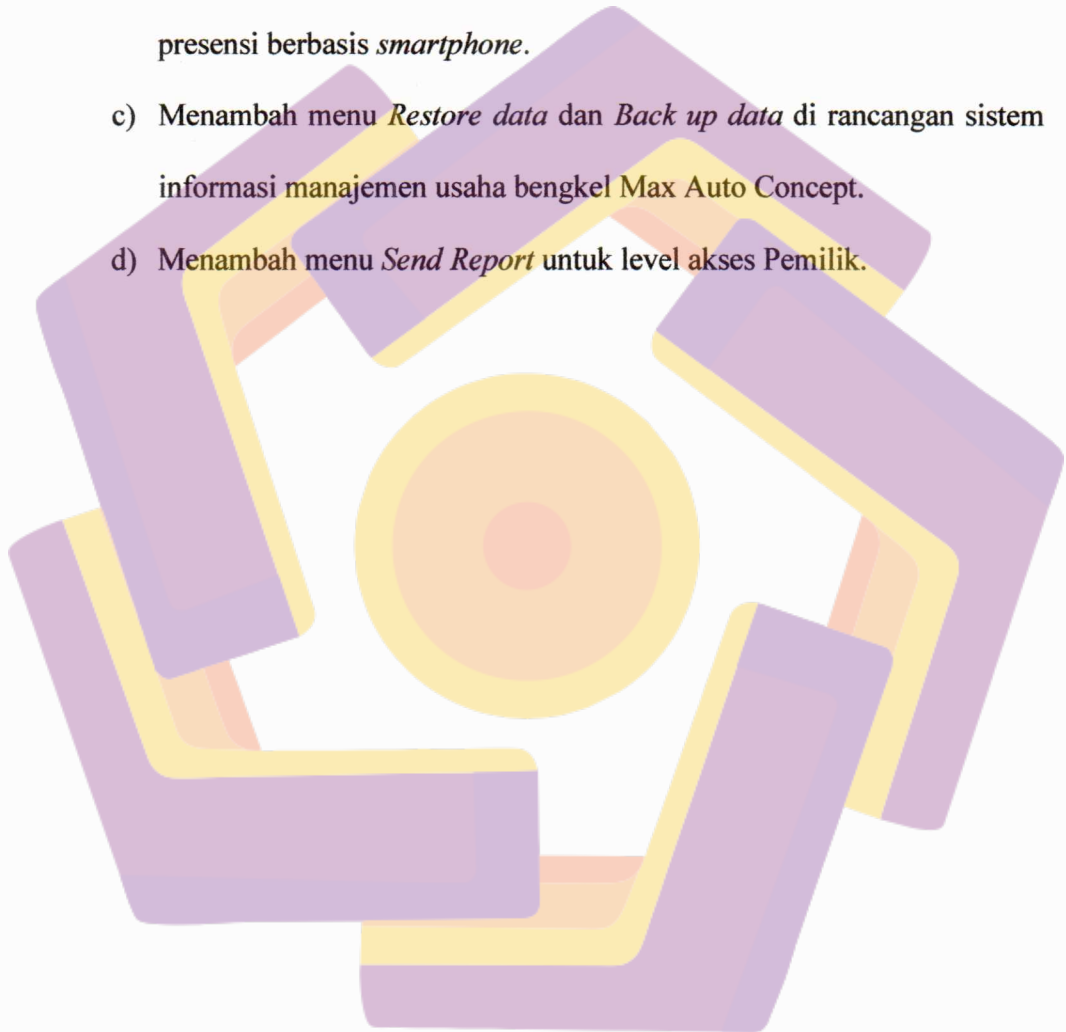 presensi berbasis smartphone.
c) Menambah menu Restore data dan Back up data di rancangan sistem
informasi manajemen usaha bengkel Max Auto Concept.
d) Menambah menu Send Report untuk level akses Pemilik.